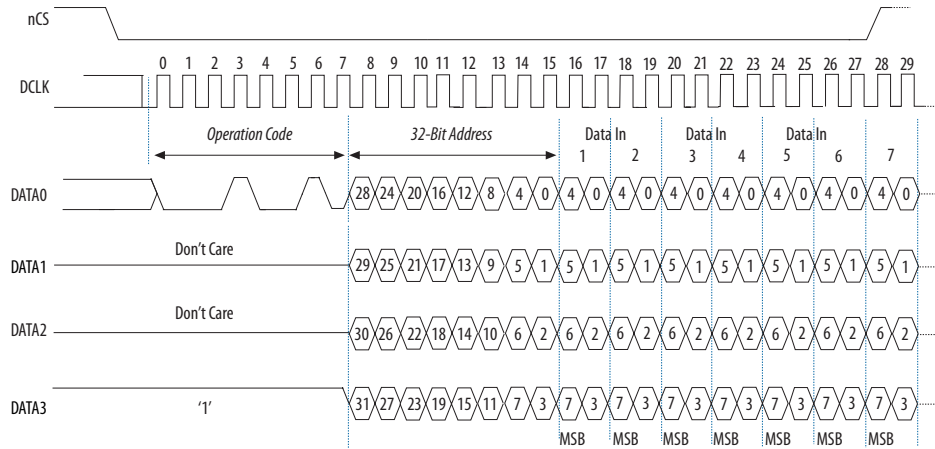 nCS
0 1 2 3 4 5 6 7 8 9 10 11 12 13 14 15 16 17 18 19 20 21 22 23 24 25 26 27 28 29
DCLK
Operation Code 32-Bit Address Data In Data In Data In
1 2 3 4 5 6 7
DATA0 28 24 20 16 12 8 4 0 4 0 4 0 4 0 4 0 4 0 4 0 4 0
Don't Care
DATA1 29 25 21 17 13 9 5 1 5 1 5 1 5 1 5 1 5 1 5 1 5 1
Don't Care
DATA2 30 26 22 18 14 10 6 2 6 2 6 2 6 2 6 2 6 2 6 2 6 2
DATA3 '1' 31 27 23 19 15 11 7 3 7 3 7 3 7 3 7 3 7 3 7 3 7 3
MSB MSB MSB MSB MSB MSB MSB